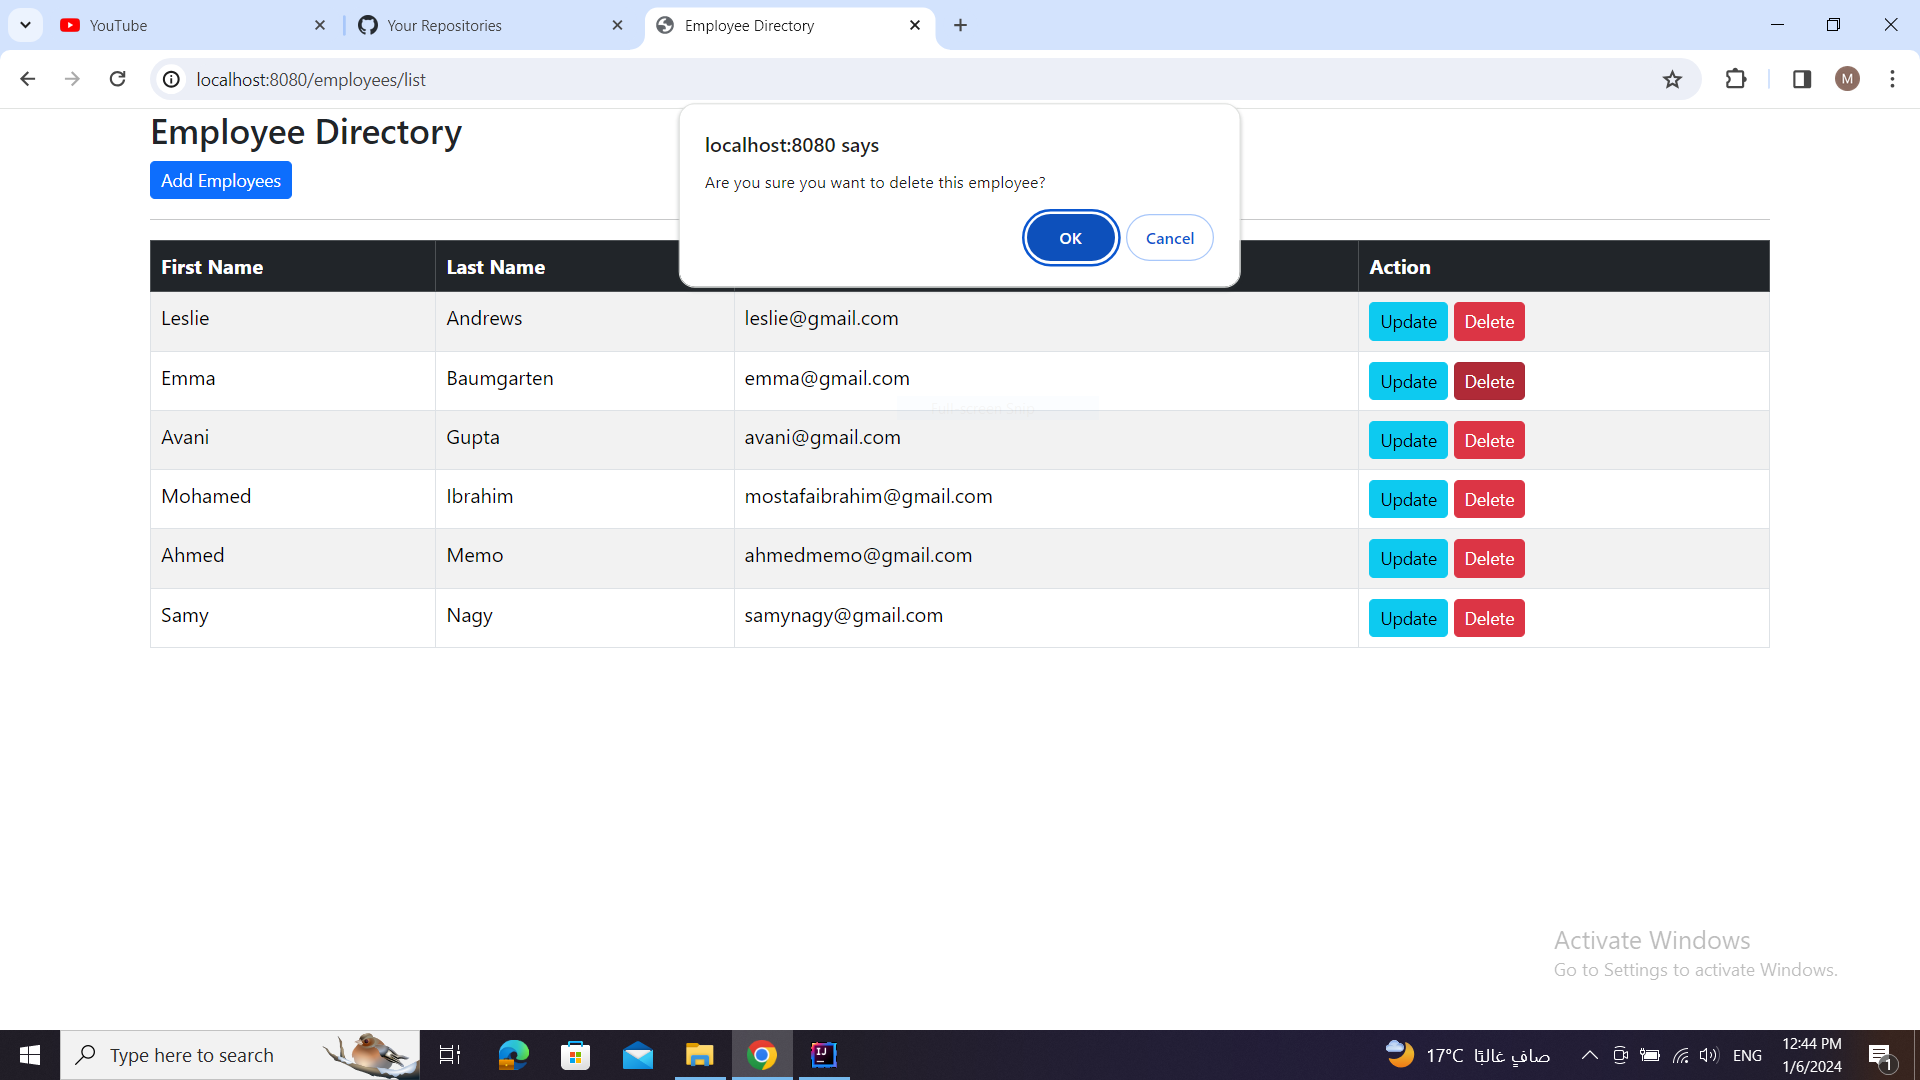 YouTube
Your Repositories
Employee Directory
localhost:8080/employees/list
M
Employee Directory
Add Employees
localhost:8080 says
Are you sure you want to delete this employee?
OK Cancel
First Name Last Name Action
Leslie Andrews leslie@gmail.com Update Delete
Emma Baumgarten emma@gmail.com Update Delete
Avani Gupta avani@gmail.com Update Delete
Mohamed Ibrahim mostafaibrahim@gmail.com Update Delete
Ahmed Memo ahmedmemo@gmail.com Update Delete
Samy Nagy samynagy@gmail.com Update Delete
Activate Windows
Go to Settings to activate Windows.
Type here to search
IJ
17°C صافٍ غالبًا
ENG
12:44 PM
1/6/2024
1